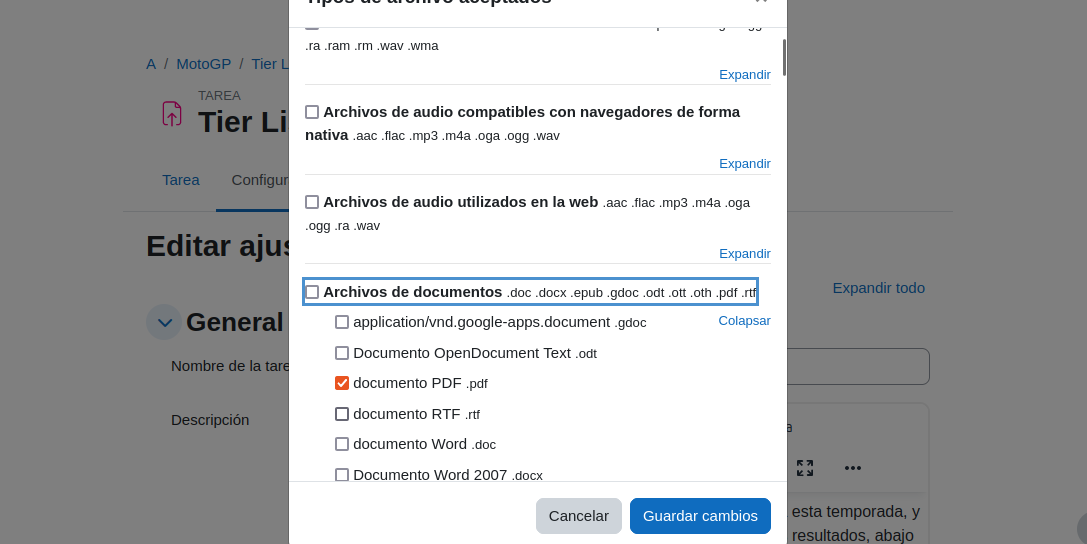 Tipos de archivo aceptados
.ra .ram .rm .wav .wma
Expandir
A / MotoGP / Tier L
TAREA
Tier Li
Archivos de audio compatibles con navegadores de forma
nativa .aac .flac .mp3 .m4a .oga .ogg .wav
Expandir
Tarea Configur
Archivos de audio utilizados en la web .aac .flac .mp3 .m4a .oga
.ogg .ra .wav
Expandir
Editar ajus
Archivos de documentos .doc .docx .epub .gdoc .odt .ott .oth .pdf .rtf
Expandir todo
application/vnd.google-apps.document .gdoc
Colapsar
General
Documento OpenDocument Text .odt
Nombre de la tare
documento PDF .pdf
documento RTF .rtf
Descripción
documento Word .doc
Documento Word 2007 .docx
Cancelar Guardar cambios
esta temporada, y
resultados, abajo